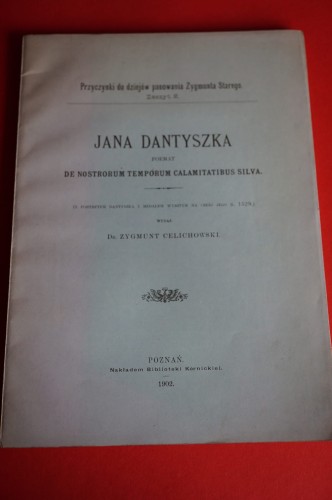 Przyczynki do dziejów panowania Zygmunta Starego
Zeszyt
JANA DANTYSZKA
POEMAT
DE NOSTRORUM TEMPORUM CALAMITATIBUS SILVA.
WYDAŁ
DR. ZYGMUNT CELICHOWSKI.
POZNAŃ.
Nakładem Biblioteki Kórnickiej.
1902.